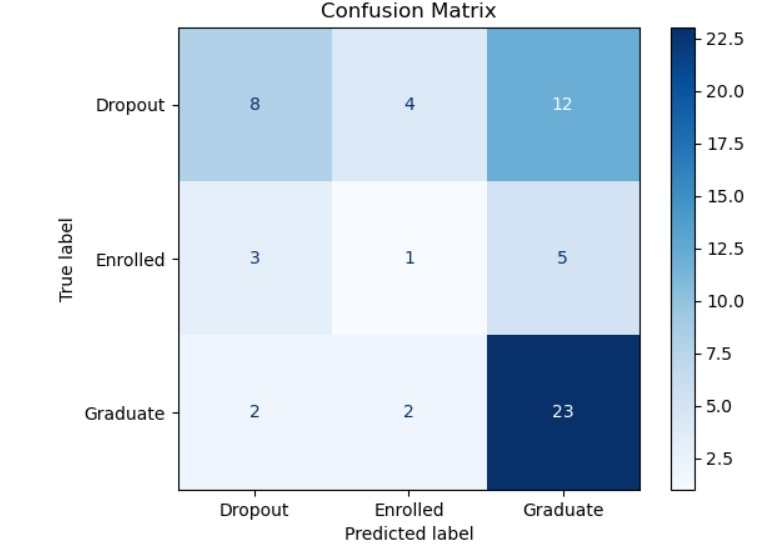 Confusion Matrix
Dropout
8
4
12
Enrolled
3
1
5
Graduate
2
2
23
True label
Dropout
Enrolled
Graduate
Predicted label
22.5
20.0
17.5
15.0
12.5
10.0
7.5
5.0
2.5